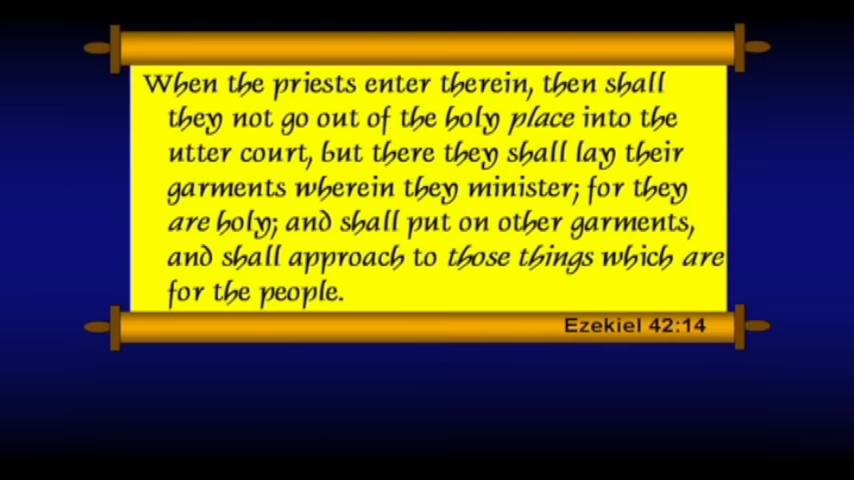 When the priests enter therein, then shall
they not go out of the holy place into the
utter court, but there they shall lay their
garments wherein they minister; for they
are holy; and shall put on other garments,
and shall approach to those things which are
for the people.
Ezekiel 42:14